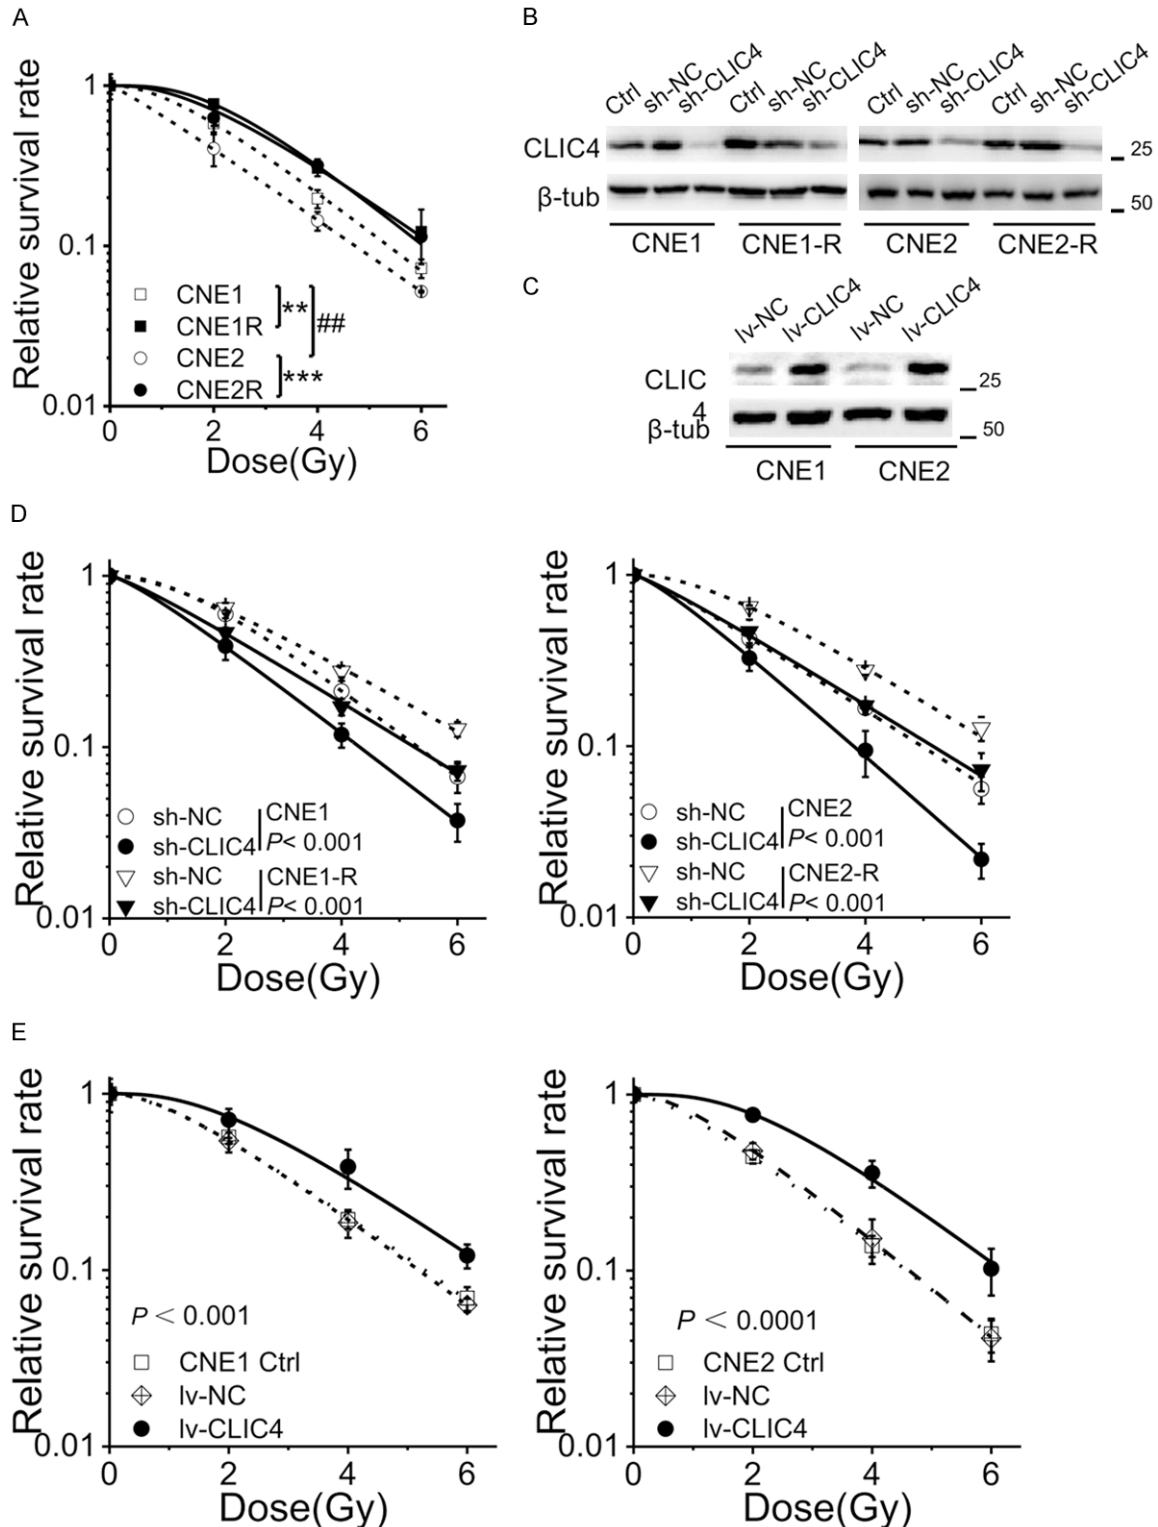 A
Relative survival rate
1
0.1
0.01
0 2 4 6
Dose(Gy)
CNE1
CNE1R
CNE2
CNE2R
**
##
***
B
Ctrl sh-NC sh-CLIC4 Ctrl sh-NC sh-CLIC4 Ctrl sh-NC sh-CLIC4 Ctrl sh-NC sh-CLIC4
CLIC4 25
β-tub 50
CNE1 CNE1-R CNE2 CNE2-R
C
lv-NC lv-CLIC4 lv-NC lv-CLIC4
CLIC 25
4
β-tub 50
CNE1 CNE2
D
Relative survival rate
1
0.1
0.01
0 2 4 6
Dose(Gy)
sh-NC CNE1
sh-CLIC4 P< 0.001
sh-NC CNE1-R
sh-CLIC4 P< 0.001
Relative survival rate
1
0.1
0.01
0 2 4 6
Dose(Gy)
sh-NC CNE2
sh-CLIC4 P< 0.001
sh-NC CNE2-R
sh-CLIC4 P< 0.001
E
Relative survival rate
1
0.1
0.01
0 2 4 6
Dose(Gy)
P < 0.001
CNE1 Ctrl
lv-NC
lv-CLIC4
Relative survival rate
1
0.1
0.01
0 2 4 6
Dose(Gy)
P < 0.0001
CNE2 Ctrl
lv-NC
lv-CLIC4